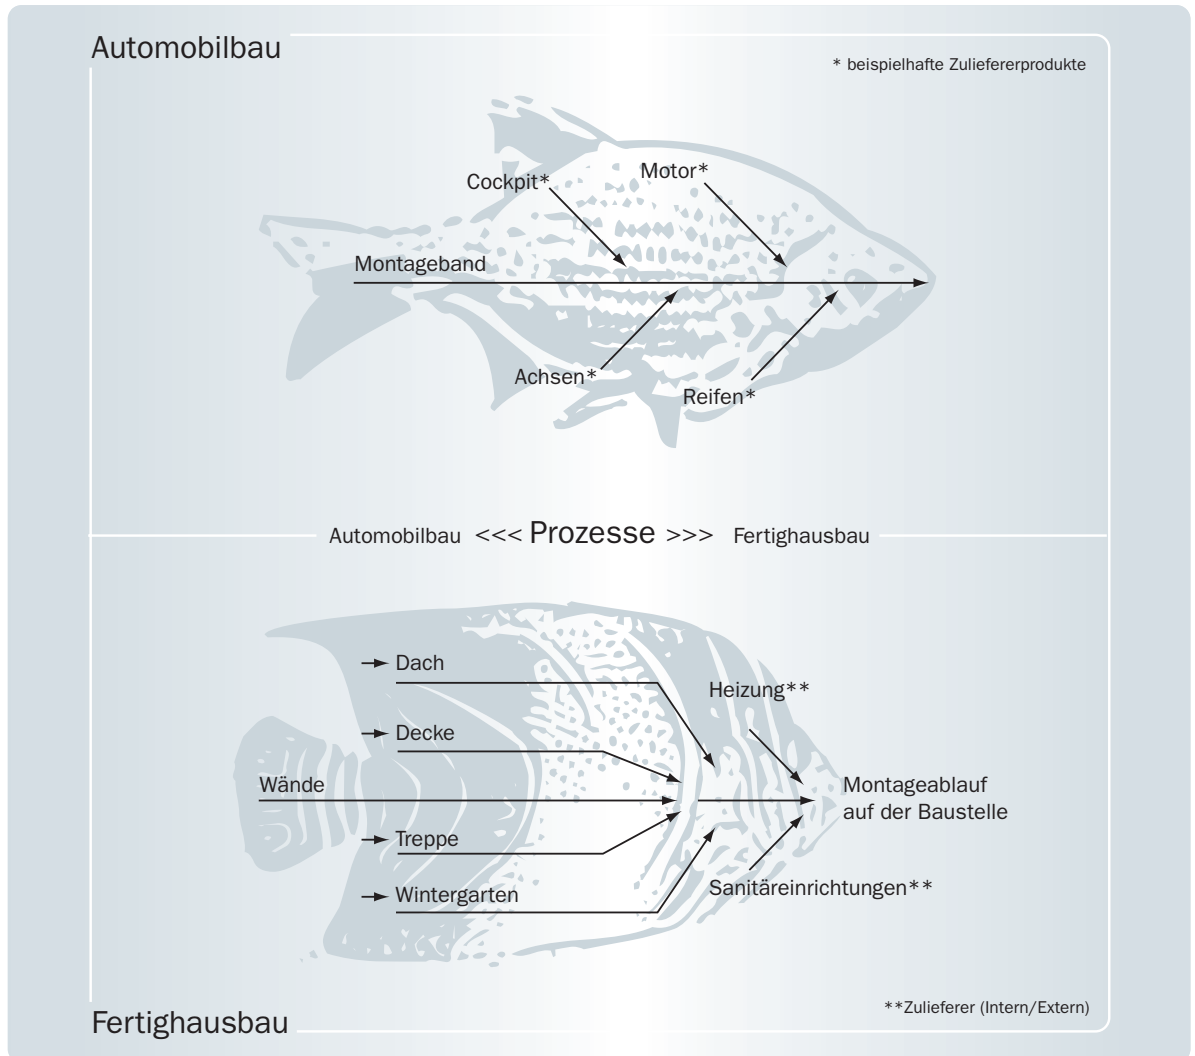 Automobilbau
* beispielhafte Zuliefererprodukte
Motor*
Cockpit*
Montageband
Achsen*
Reifen*
Automobilbau <<< Prozesse >>> Fertighausbau
Dach
Heizung**
Decke
Wände
Montageablauf
auf der Baustelle
Treppe
Sanitäreinrichtungen**
Wintergarten
**Zulieferer (Intern/Extern)
Fertighausbau